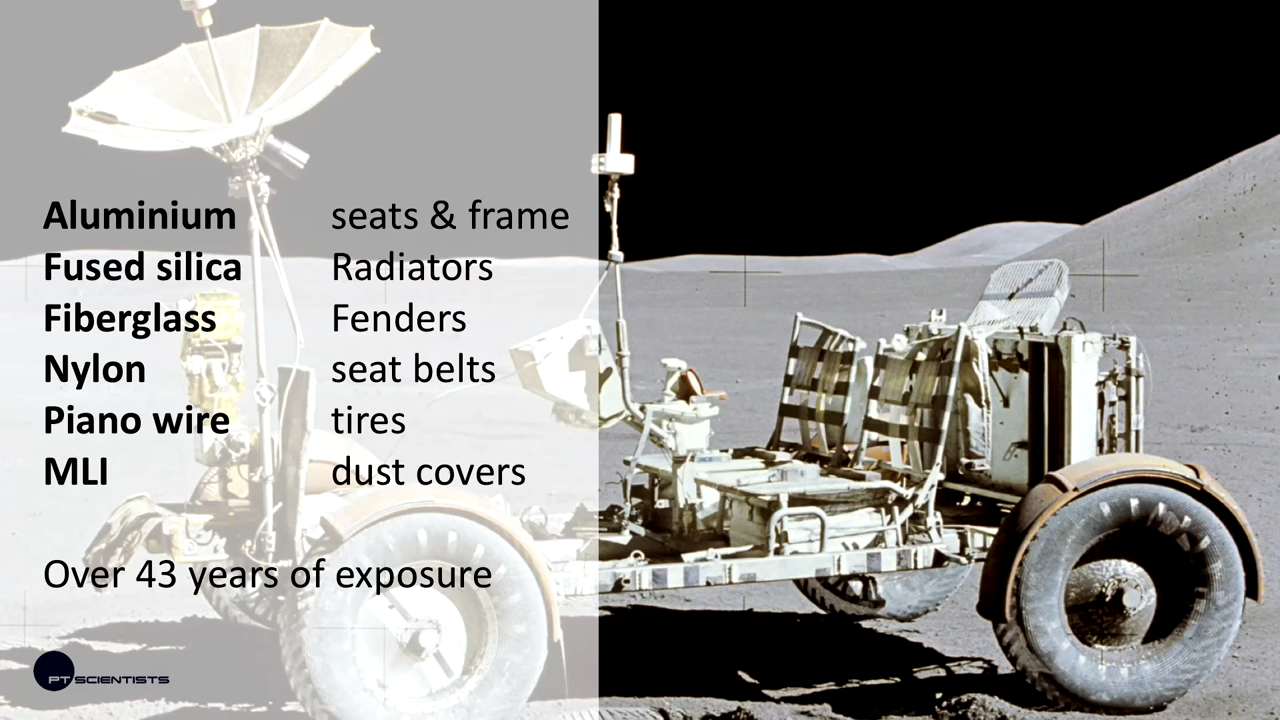 Aluminium seats & frame
Fused silica Radiators
Fiberglass Fenders
Nylon seat belts
Piano wire tires
MLI dust covers
Over 43 years of exposure
PTSCIENTISTS